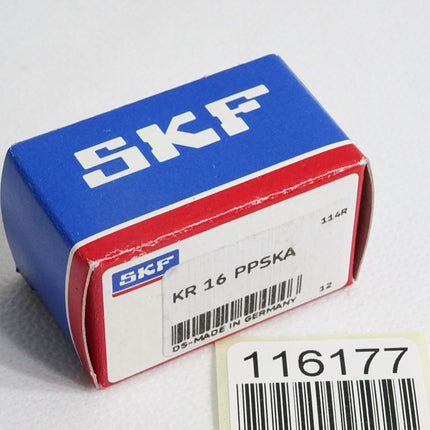 SKF
114R
SKF
KR 16 PPSKA
12
DS-MADE IN GERMANY
116177